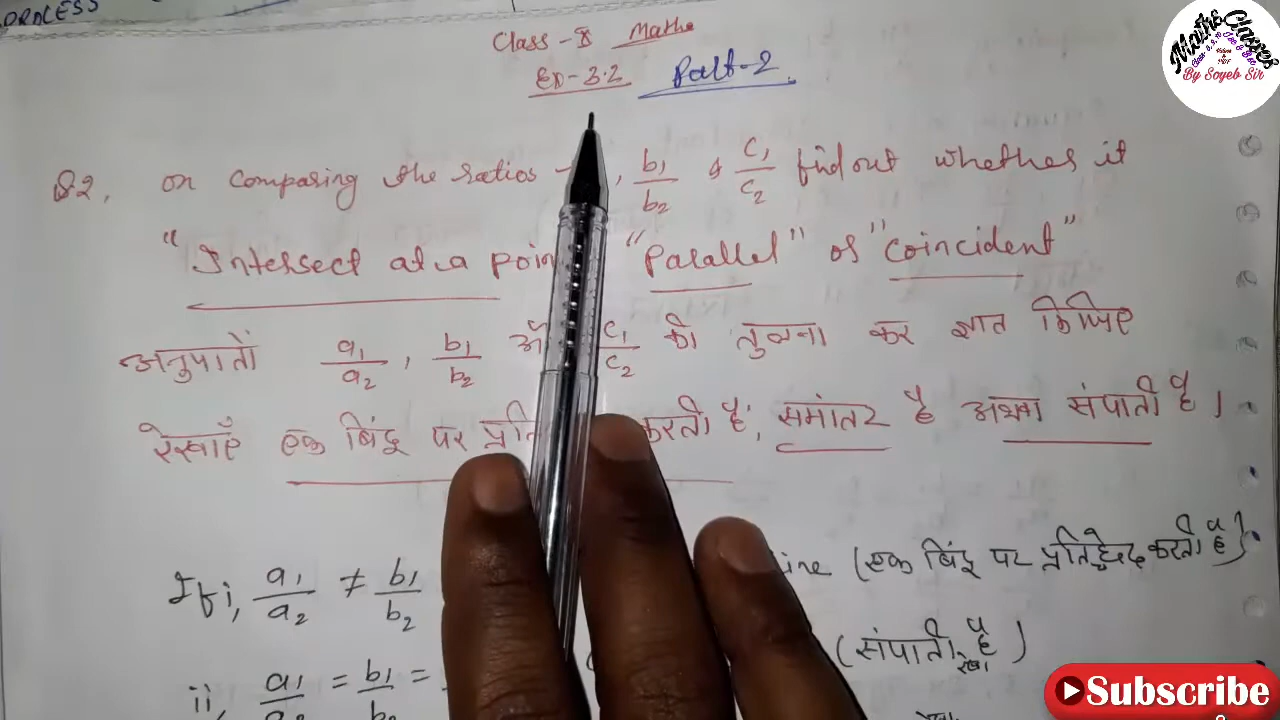 PROCESS
Class - X Maths
Ex - 3.2 Part-2
Q2. on comparing the ratios , b₁/b₂ & c₁/c₂ find out whether it
"Intersect at a poin "Parallel" or "Coincident"
अनुपातों a₁/a₂ , b₁/b₂ औ c₁/c₂ की तुलना कर ज्ञात किजिए
रेखाएँ एक बिंदू पर प्रति करती हैं, समांतर है अथवा संपाती है।
If i, a₁/a₂ ≠ b₁/b₂ ine (एक बिंदू पर प्रतिछेद करती है)
(संपाती रेखा है)
ii, a₁/a₂ = b₁/b₂ =
Maths Classes
By Soyeb Sir
Subscribe